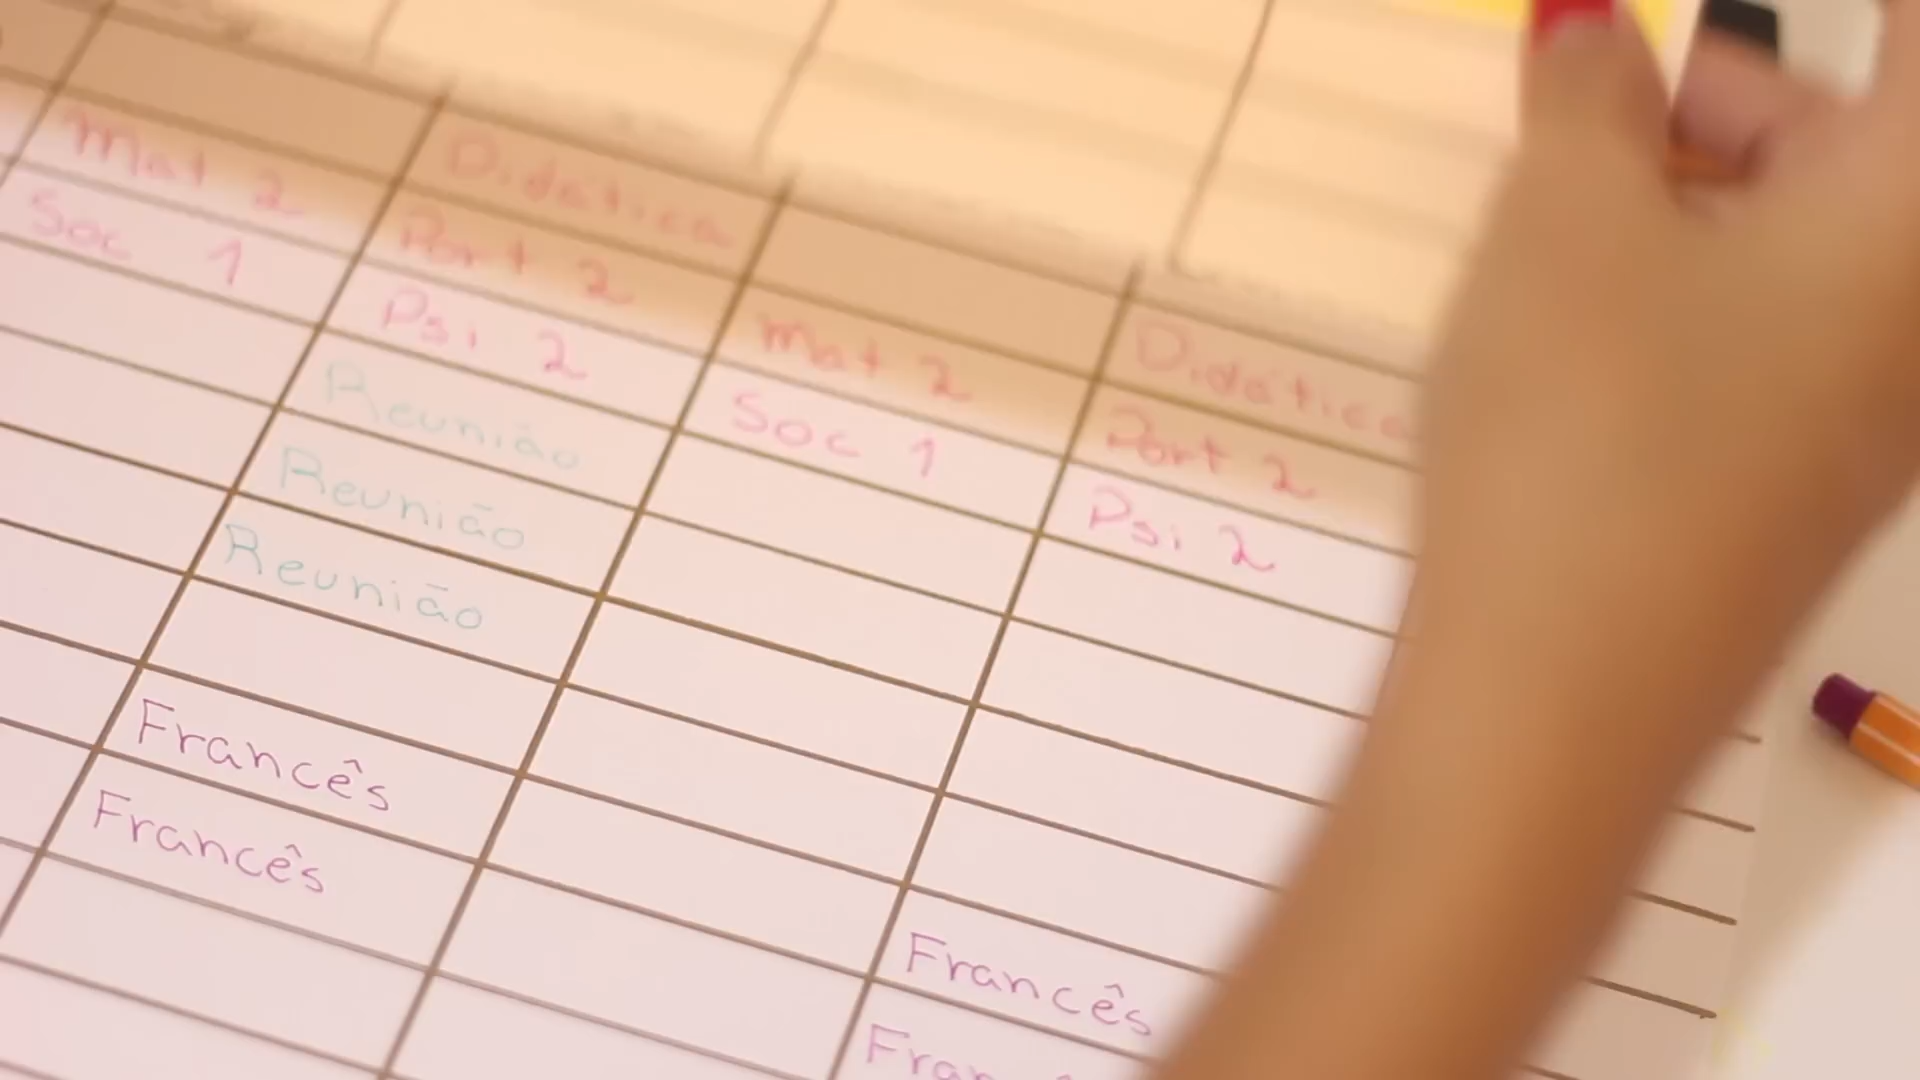 Mat 2
Soc 1
Didática
Port 2
Psi 2
Reunião
Reunião
Reunião
Francês
Francês
Mat 2
Soc 1
Didática
Port 2
Psi 2
Francês
Fran